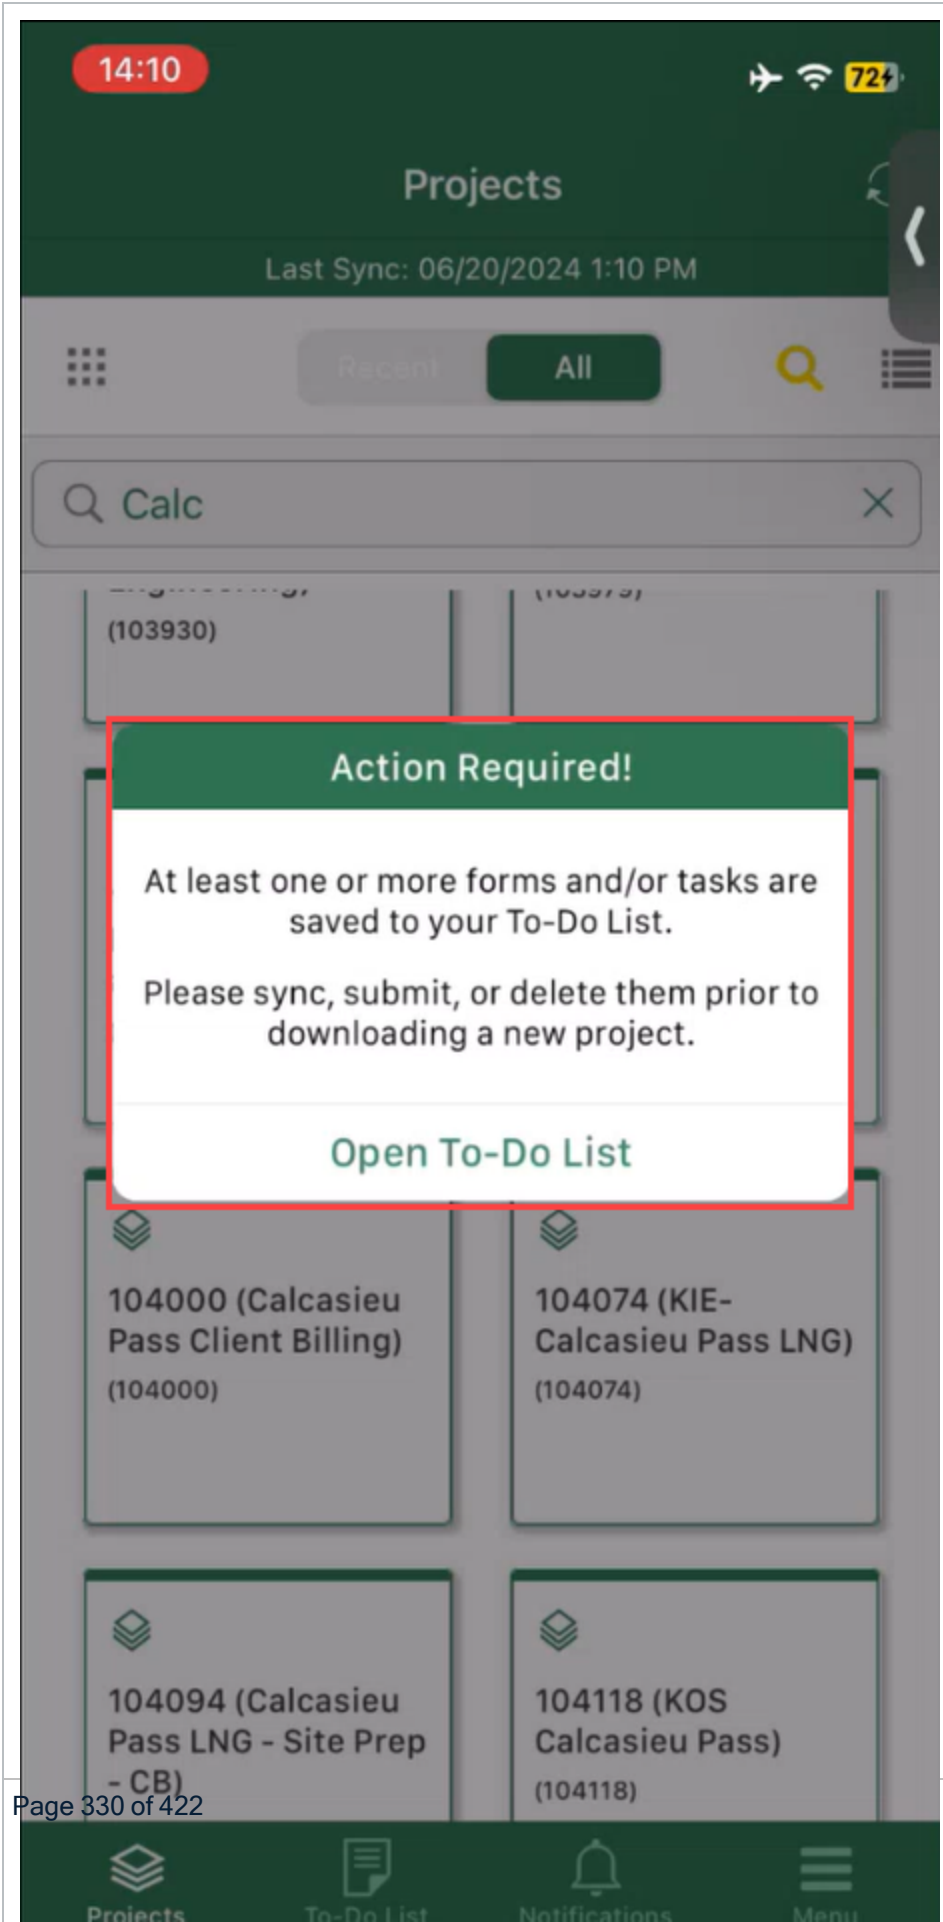 14:10
72
Projects
Last Sync: 06/20/2024 1:10 PM
Recent
All
Calc
(103930)
(103979)
Action Required!
At least one or more forms and/or tasks are
saved to your To-Do List.
Please sync, submit, or delete them prior to
downloading a new project.
Open To-Do List
104000 (Calcasieu
Pass Client Billing)
(104000)
104074 (KIE-
Calcasieu Pass LNG)
(104074)
104094 (Calcasieu
Pass LNG - Site Prep
- CB)
104118 (KOS
Calcasieu Pass)
(104118)
Page 330 of 422
Projects
To-Do List
Notifications
Menu